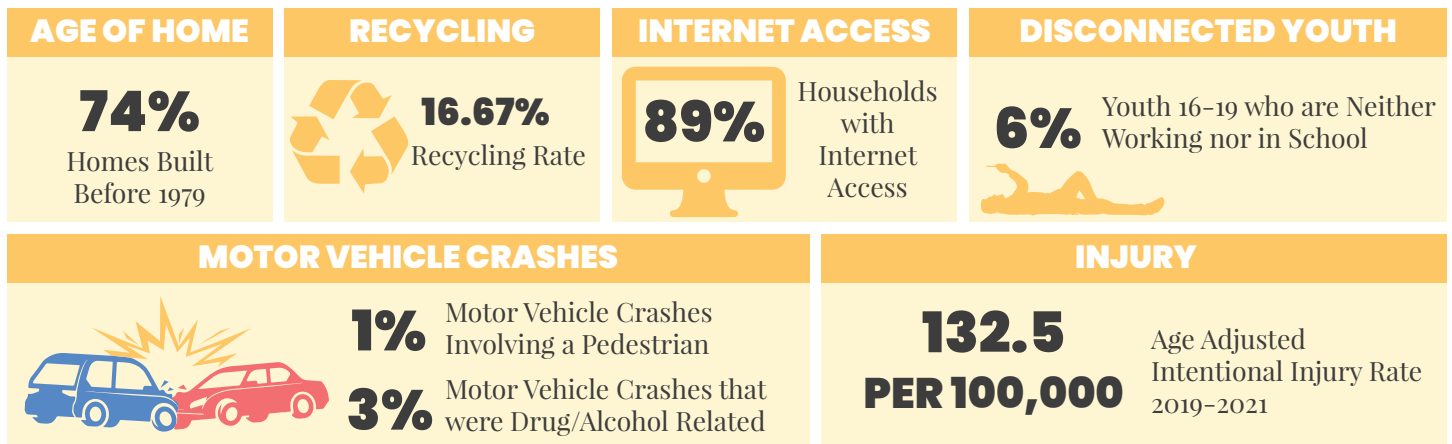 AGE OF HOME
74%
Homes Built
Before 1979
RECYCLING
16.67%
Recycling Rate
INTERNET ACCESS
89%
Households
with
Internet
Access
DISCONNECTED YOUTH
6%
Youth 16-19 who are Neither
Working nor in School
MOTOR VEHICLE CRASHES
1%
Motor Vehicle Crashes
Involving a Pedestrian
3%
Motor Vehicle Crashes that
were Drug/Alcohol Related
INJURY
132.5
PER 100,000
Age Adjusted
Intentional Injury Rate
2019-2021